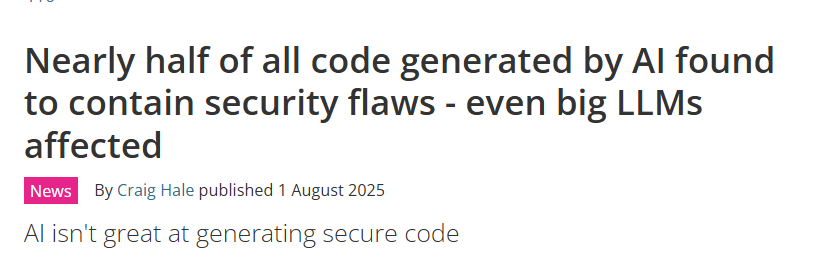 Nearly half of all code generated by AI found
to contain security flaws - even big LLMs
affected
News By Craig Hale published 1 August 2025
AI isn't great at generating secure code